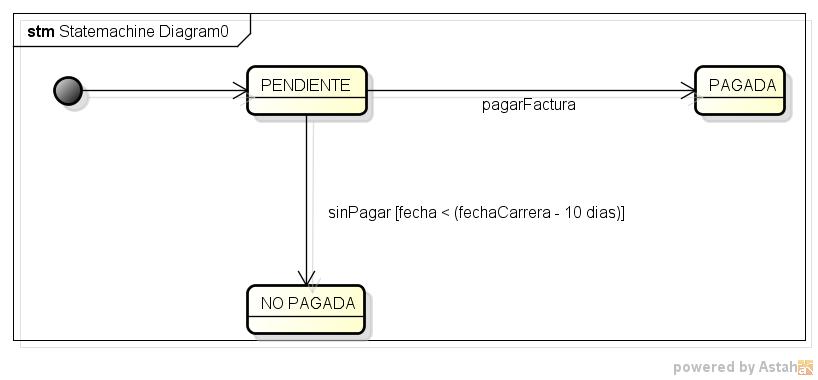 stm Statemachine Diagram0
PENDIENTE
PAGADA
pagarFactura
sinPagar [fecha < (fechaCarrera - 10 dias)]
NO PAGADA
powered by Astah